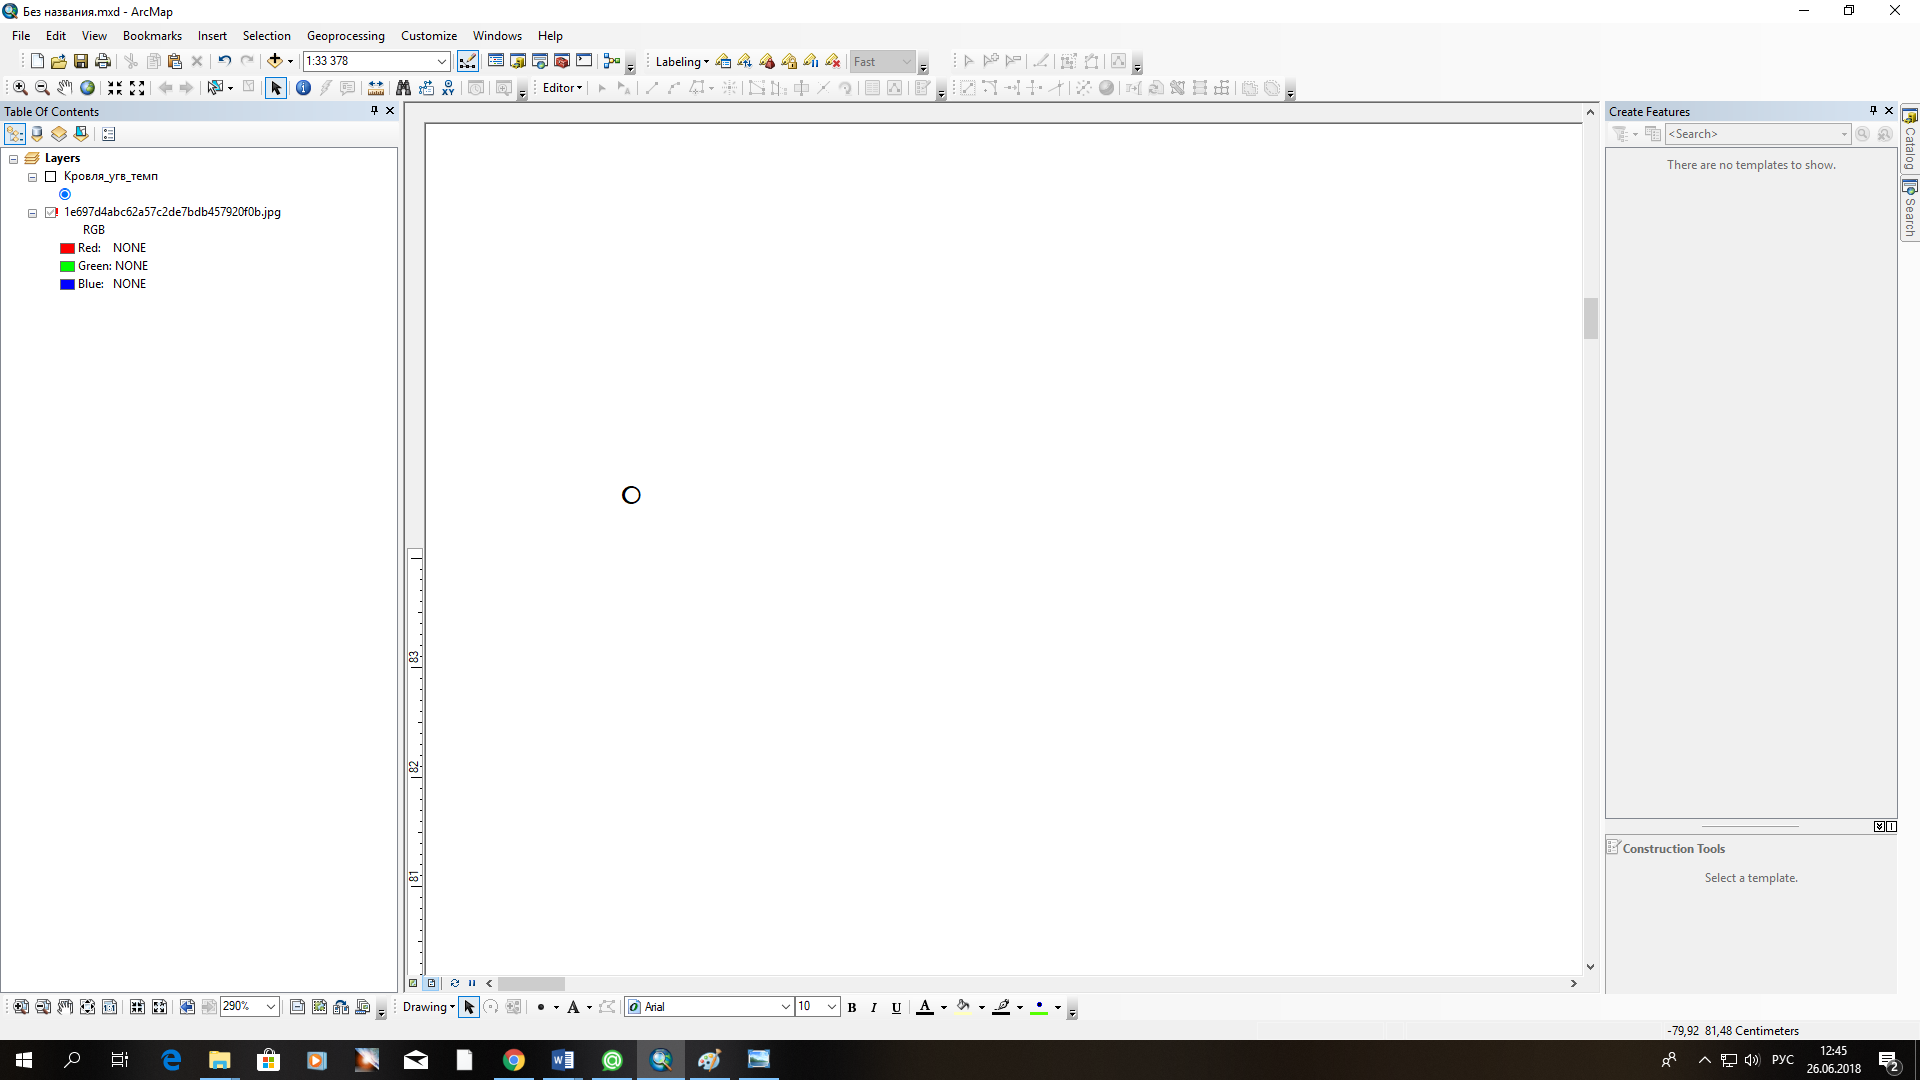 Без названия.mxd - ArcMap
File Edit View Bookmarks Insert Selection Geoprocessing Customize Windows Help
1:33 378 Labeling Fast
Editor
Table Of Contents
Layers
Кровля_угв_темп
1e697d4abc62a57c2de7bdb457920f0b.jpg
RGB
Red: NONE
Green: NONE
Blue: NONE
83
82
81
Create Features
<Search>
There are no templates to show.
Construction Tools
Select a template.
Catalog
Search
290% Drawing Arial 10 B I U A
-79,92 81,48 Centimeters
РУС
12:45
26.06.2018
2